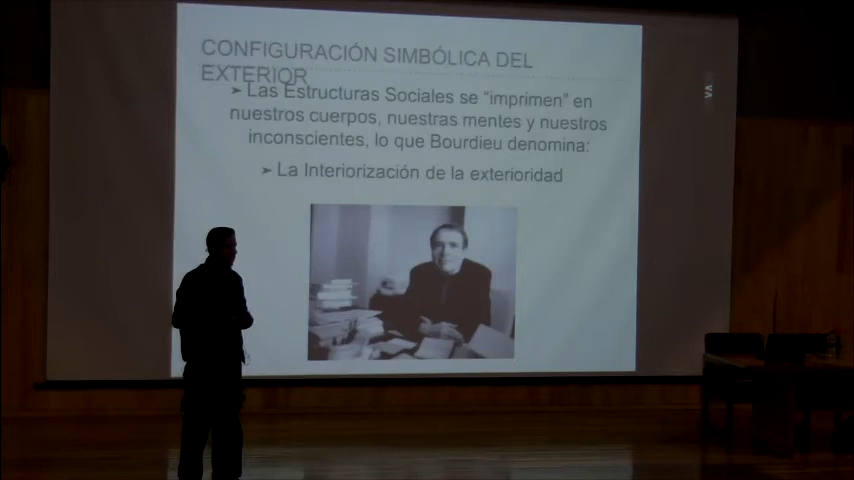 CONFIGURACIÓN SIMBÓLICA DEL
EXTERIOR
➤ Las Estructuras Sociales se “imprimen” en
nuestros cuerpos, nuestras mentes y nuestros
inconscientes, lo que Bourdieu denomina:
➤ La Interiorización de la exterioridad